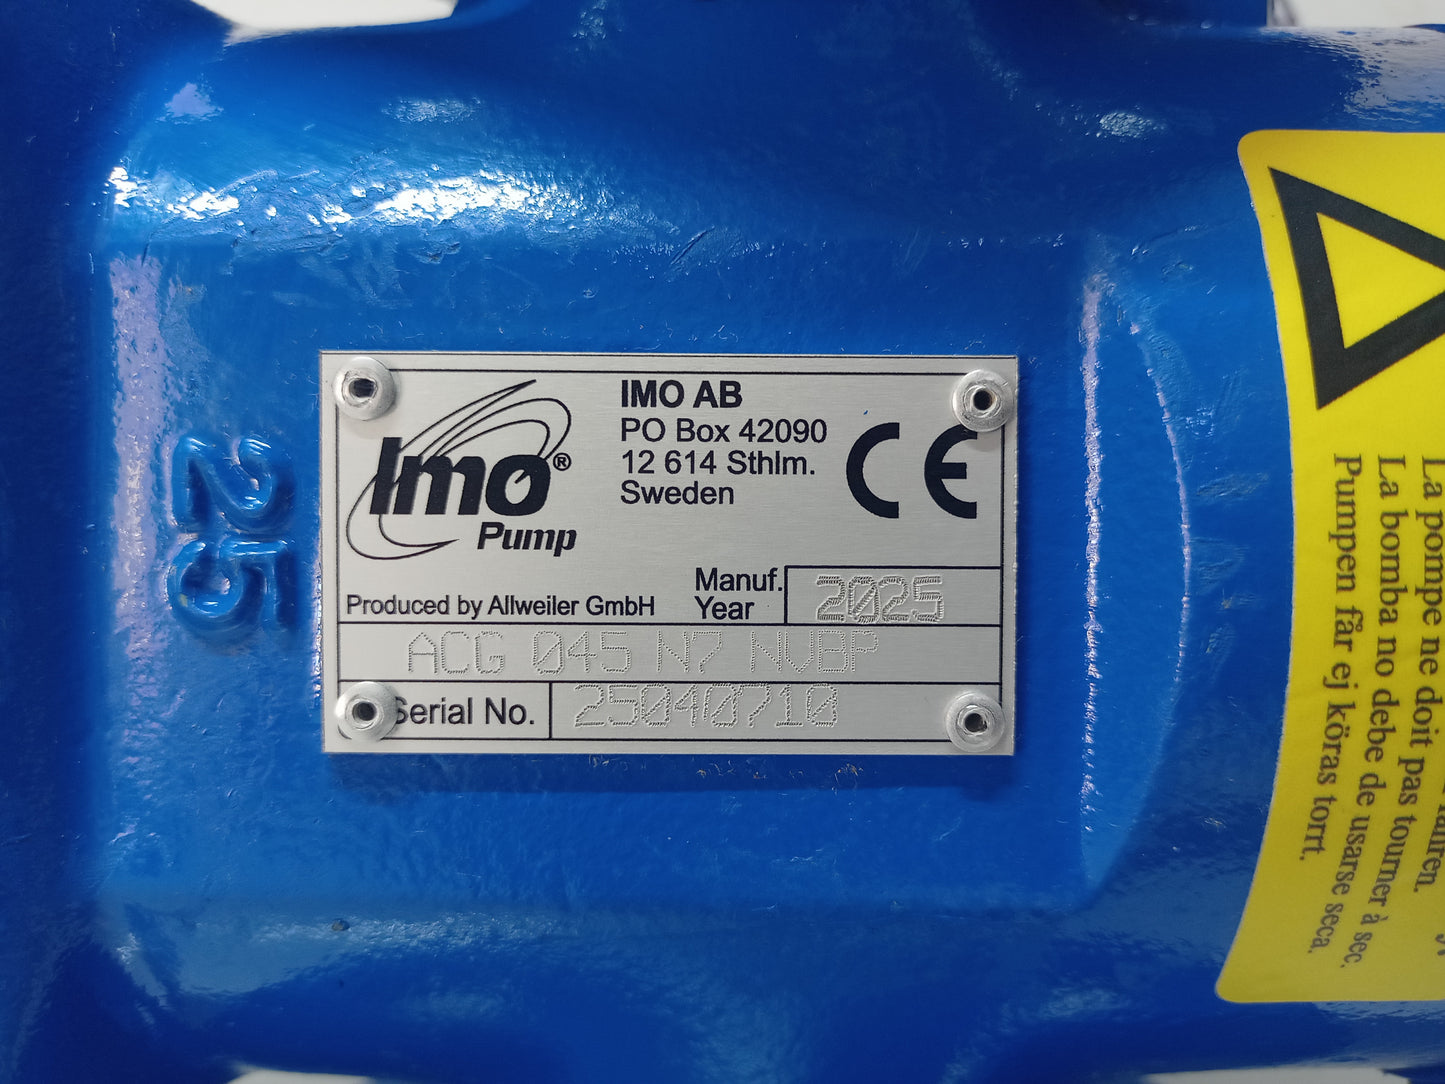 IMO AB
PO Box 42090
12 614 Sthlm.
Sweden
Imo®
Pump
CE
Produced by Allweiler GmbH
Manuf.
Year
2025
ACG 045 N7 NVBP
Serial No.
25040710
25
La pompe ne doit pas tourner à sec.
La bomba no debe de usarse seca.
Pumpen får ej köras torrt.